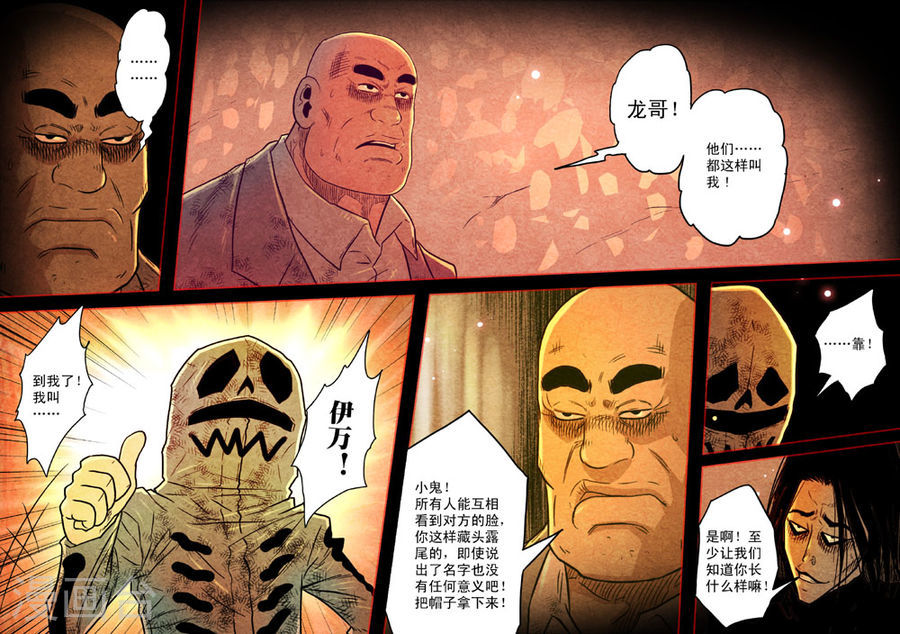 ……
……
龙哥！
他们……
都这样叫
我！
到我了！
我叫
……
伊万！
小鬼！
所有人能互相
看到对方的脸，
你这样藏头露
尾的，即使说
出了名字也没
有任何意义吧！
把帽子拿下来！
……靠！
是啊！至
少让我们
知道你长
什么样嘛！
漫画台